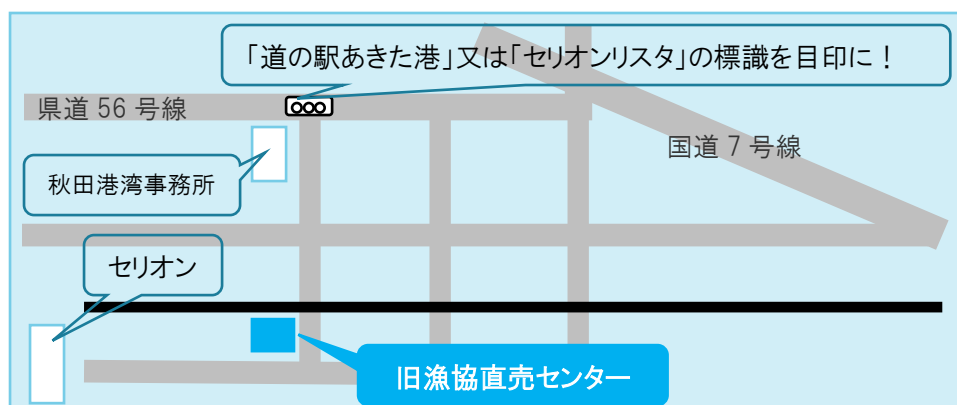 「道の駅あきた港」又は「セリオンリスタ」の標識を目印に！
県道 56 号線
国道 7 号線
秋田港湾事務所
セリオン
旧漁協直売センター